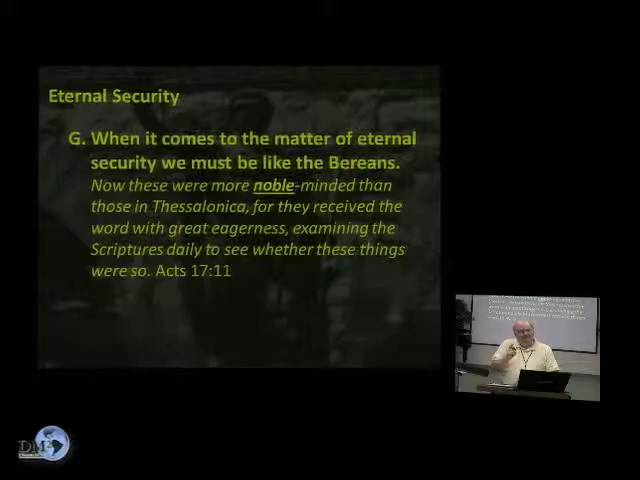 Eternal Security
G. When it comes to the matter of eternal
security we must be like the Bereans.
Now these were more noble-minded than
those in Thessalonica, for they received the
word with great eagerness, examining the
Scriptures daily to see whether these things
were so. Acts 17:11
DM²